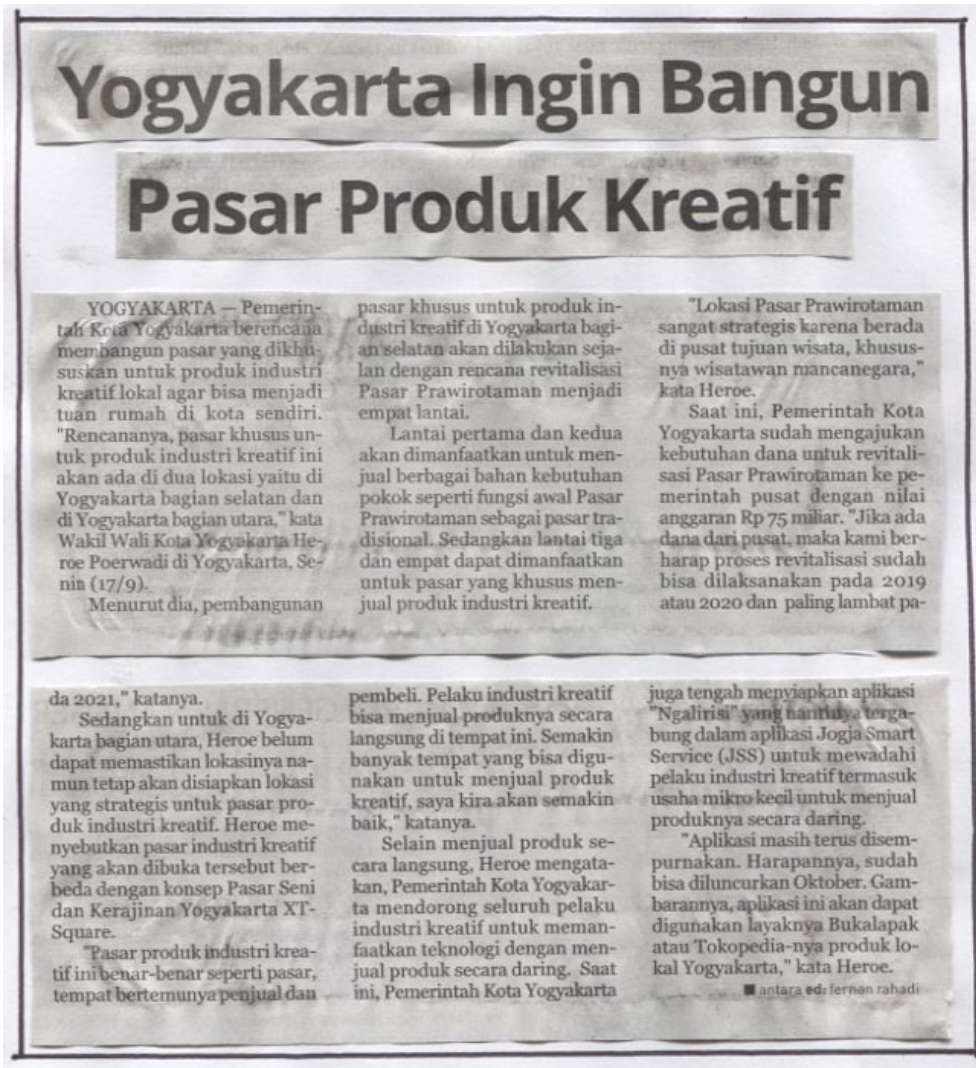 Yogyakarta Ingin Bangun
Pasar Produk Kreatif
YOGYAKARTA — Pemerin-
tah Kota Yogyakarta berencana
membangun pasar yang dikhu-
suskan untuk produk industri
kreatif lokal agar bisa menjadi
tuan rumah di kota sendiri.
"Rencananya, pasar khusus un-
tuk produk industri kreatif ini
akan ada di dua lokasi yaitu di
Yogyakarta bagian selatan dan
di Yogyakarta bagian utara," kata
Wakil Wali Kota Yogyakarta He-
roe Poerwadi di Yogyakarta, Se-
nin (17/9).
Menurut dia, pembangunan
pasar khusus untuk produk in-
dustri kreatif di Yogyakarta bagi-
an selatan akan dilakukan seja-
lan dengan rencana revitalisasi
Pasar Prawirotaman menjadi
empat lantai.
Lantai pertama dan kedua
akan dimanfaatkan untuk men-
jual berbagai bahan kebutuhan
pokok seperti fungsi awal Pasar
Prawirotaman sebagai pasar tra-
disional. Sedangkan lantai tiga
dan empat dapat dimanfaatkan
untuk pasar yang khusus men-
jual produk industri kreatif.
"Lokasi Pasar Prawirotaman
sangat strategis karena berada
di pusat tujuan wisata, khusus-
nya wisatawan mancanegara,"
kata Heroe.
Saat ini, Pemerintah Kota
Yogyakarta sudah mengajukan
kebutuhan dana untuk revitali-
sasi Pasar Prawirotaman ke pe-
merintah pusat dengan nilai
anggaran Rp 75 miliar. "Jika ada
dana dari pusat, maka kami ber-
harap proses revitalisasi sudah
bisa dilaksanakan pada 2019
atau 2020 dan paling lambat pa-
da 2021," katanya.
Sedangkan untuk di Yogya-
karta bagian utara, Heroe belum
dapat memastikan lokasinya na-
mun tetap akan disiapkan lokasi
yang strategis untuk pasar pro-
duk industri kreatif. Heroe me-
nyebutkan pasar industri kreatif
yang akan dibuka tersebut ber-
beda dengan konsep Pasar Seni
dan Kerajinan Yogyakarta XT-
Square.
"Pasar produk industri krea-
tif ini benar-benar seperti pasar,
tempat bertemunya penjual dan
pembeli. Pelaku industri kreatif
bisa menjual produknya secara
langsung di tempat ini. Semakin
banyak tempat yang bisa digu-
nakan untuk menjual produk
kreatif, saya kira akan semakin
baik," katanya.
Selain menjual produk se-
cara langsung, Heroe mengata-
kan, Pemerintah Kota Yogyakar-
ta mendorong seluruh pelaku
industri kreatif untuk meman-
faatkan teknologi dengan men-
jual produk secara daring. Saat
ini, Pemerintah Kota Yogyakarta
juga tengah menyiapkan aplikasi
"Ngalirisi" yang nantinya terga-
bung dalam aplikasi Jogja Smart
Service (JSS) untuk mewadahi
pelaku industri kreatif termasuk
usaha mikro kecil untuk menjual
produknya secara daring.
"Aplikasi masih terus disem-
purnakan. Harapannya, sudah
bisa diluncurkan Oktober. Gam-
barannya, aplikasi ini akan dapat
digunakan layaknya Bukalapak
atau Tokopedia-nya produk lo-
kal Yogyakarta," kata Heroe.
■ antara ed: fernan rahadi